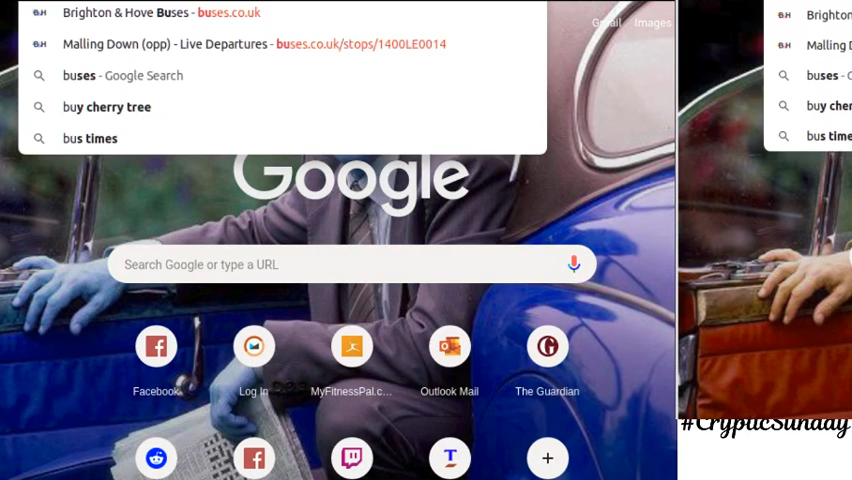 Brighton & Hove Buses - buses.co.uk
Malling Down (opp) - Live Departures - buses.co.uk/stops/1400LE0014
buses - Google Search
buy cherry tree
bus times
Gmail Images
Google
Search Google or type a URL
Facebook
Log In
MyFitnessPal.c...
Outlook Mail
The Guardian
Brighton
Malling D
buses - G
buy cher
bus time
#CrypticSunday